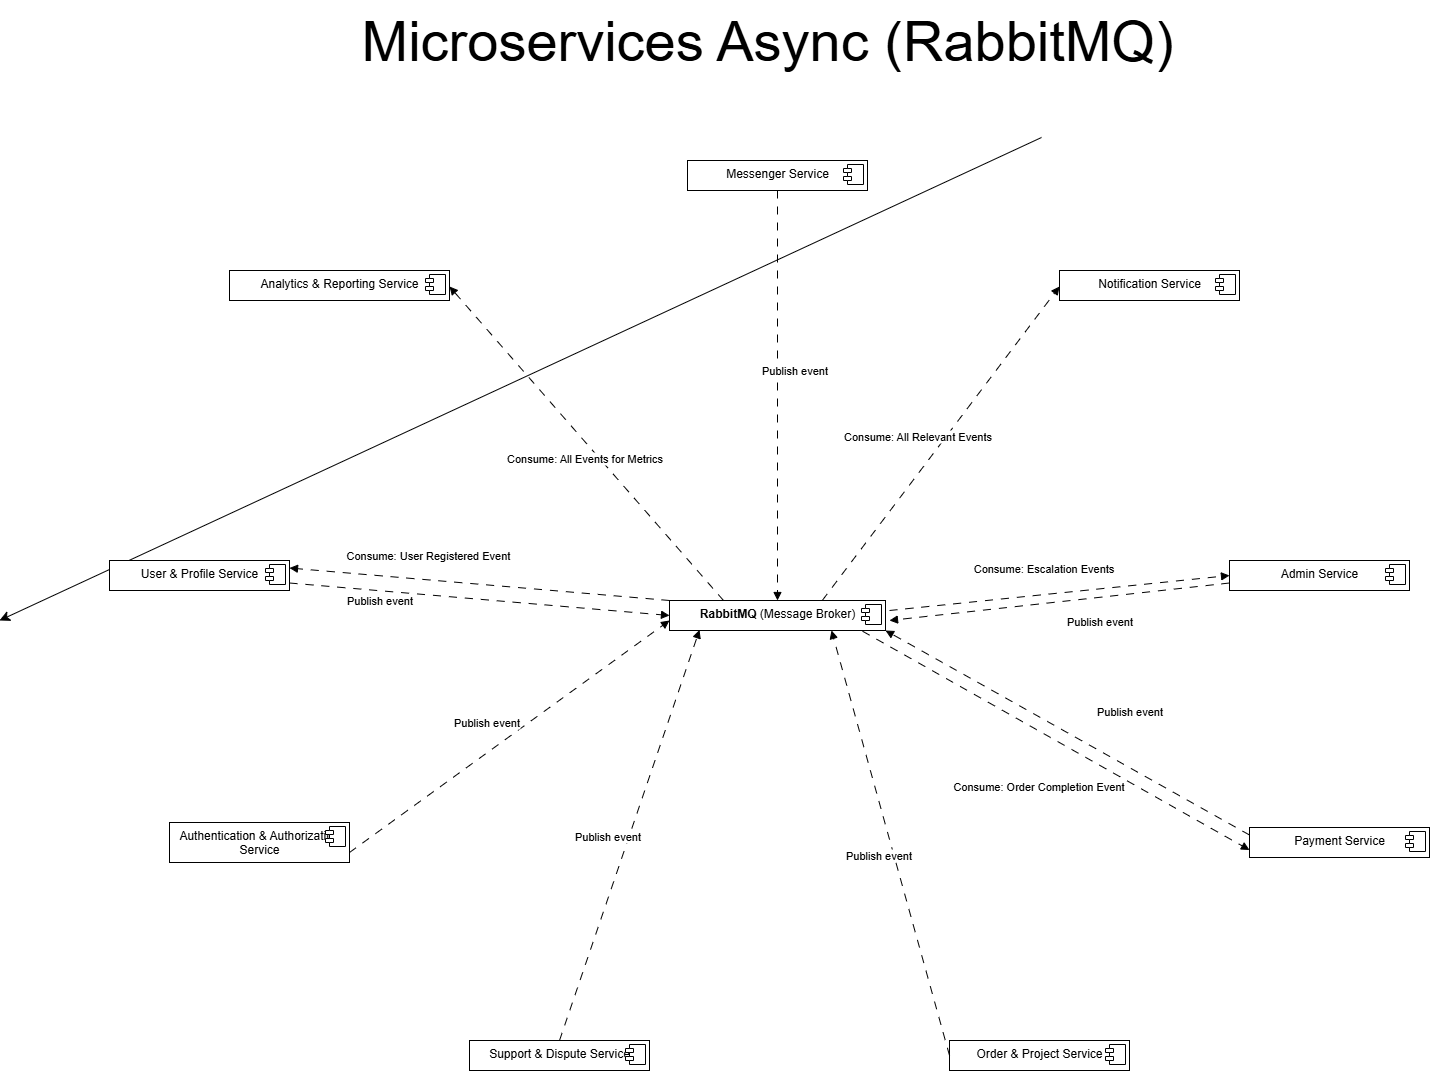 Microservices Async (RabbitMQ)
Messenger Service
Analytics & Reporting Service
Notification Service
Publish event
Consume: All Relevant Events
Consume: All Events for Metrics
Consume: User Registered Event
User & Profile Service
Publish event
Consume: Escalation Events
Admin Service
RabbitMQ (Message Broker)
Publish event
Publish event
Publish event
Consume: Order Completion Event
Authentication & Authorizati
Service
Publish event
Publish event
Payment Service
Support & Dispute Service
Order & Project Service